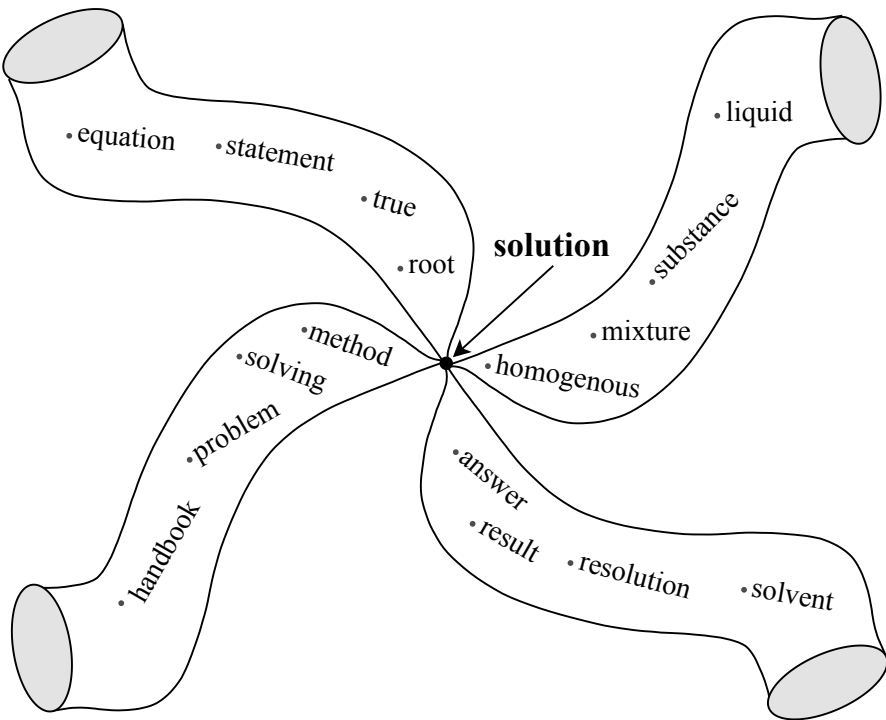 liquid
equation
statement
true
substance
solution
root
method
mixture
solving
homogenous
problem
answer
handbook
result
resolution
solvent